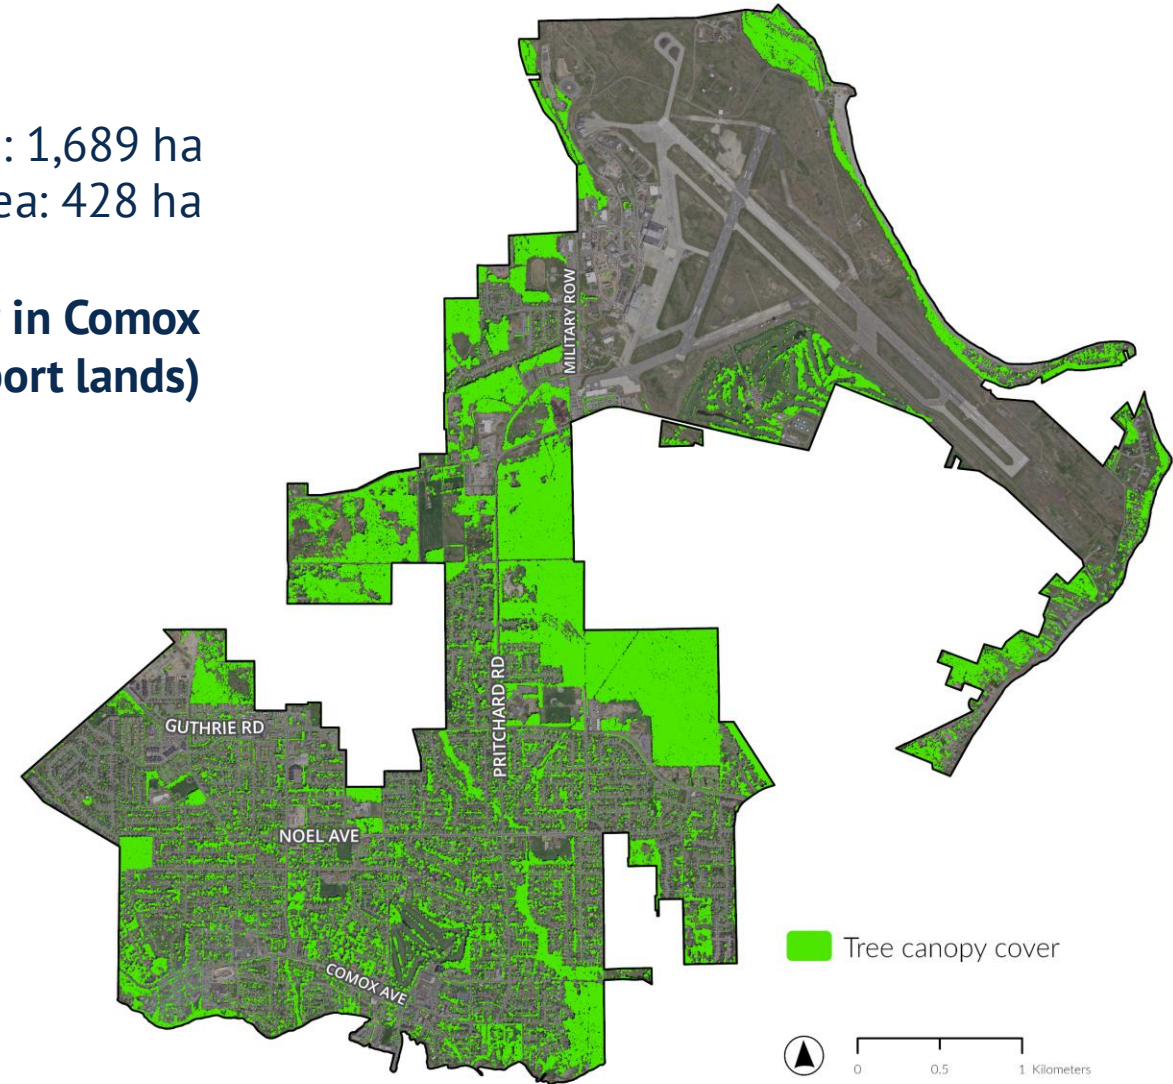 : 1,689 ha
ea: 428 ha
in Comox
port lands)
MILITARY ROW
PRITCHARD RD
GUTHRIE RD
NOEL AVE
COMOX AVE
Tree canopy cover
0 0.5 1 Kilometers